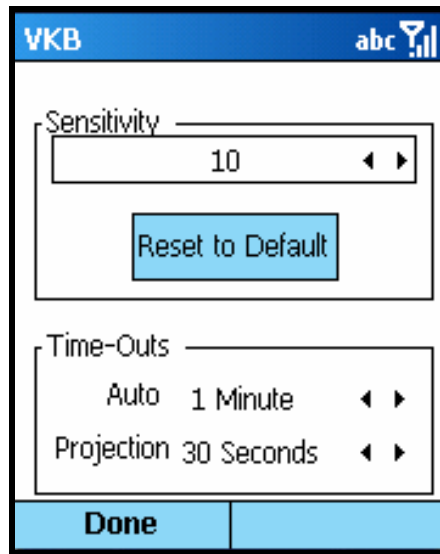 VKB abc
Sensitivity
10
Reset to Default
Time-Outs
Auto 1 Minute
Projection 30 Seconds
Done